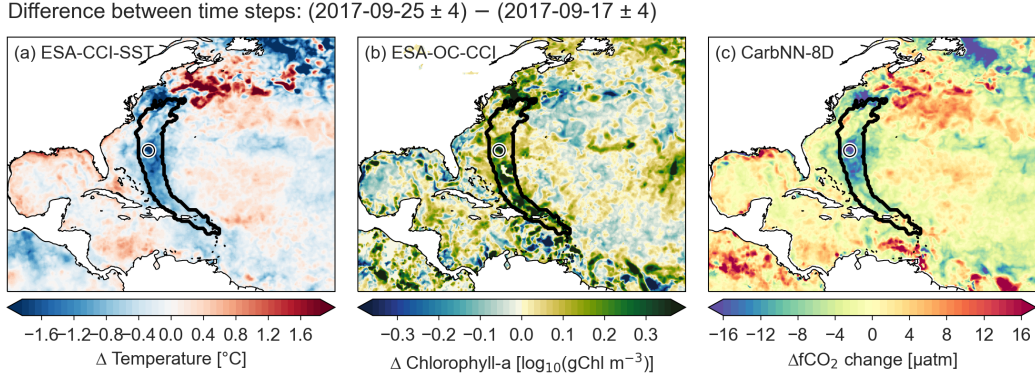 Difference between time steps: (2017-09-25 ± 4) − (2017-09-17 ± 4)
(a) ESA-CCI-SST
(b) ESA-OC-CCI
(c) CarbNN-8D
−1.6 −1.2 −0.8 −0.4 0.0 0.4 0.8 1.2 1.6
−0.3 −0.2 −0.1 0.0 0.1 0.2 0.3
−16 −12 −8 −4 0 4 8 12 16
Δ Temperature [°C]
Δ Chlorophyll-a [log₁₀(gChl m⁻³)]
ΔfCO₂ change [µatm]